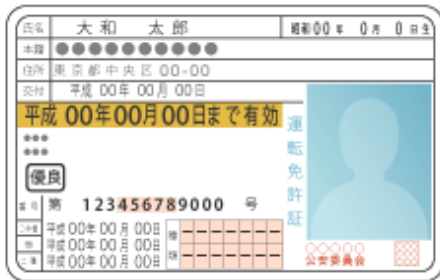 氏名 大和 太郎 昭和00年 0月 0日生
本籍 ●●●●●●●●●●
住所 東京都中央区 00-00
交付 平成 00年 00月 00日
平成 00年00月00日まで有効
●●●
●●●
優良
運転免許証
番号 第 123456789000 号
平成00年 00月 00日
他 平成00年 00月 00日
二種 平成00年 00月 00日
種類
○○○○○
公安委員会